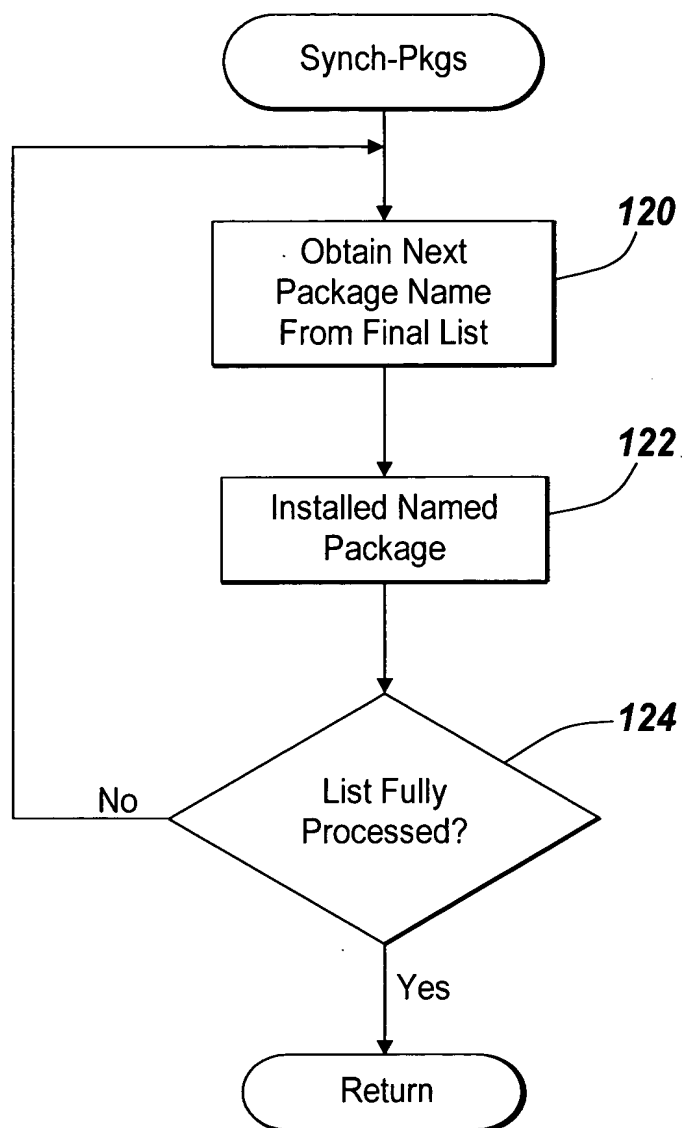 Synch-Pkgs
120
Obtain Next
Package Name
From Final List
122
Installed Named
Package
124
List Fully
Processed?
No
Yes
Return